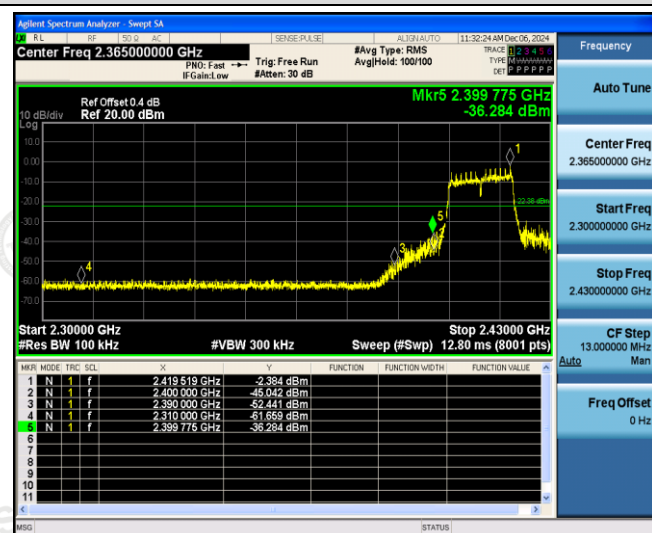 Agilent Spectrum Analyzer - Swept SA
RL RF 50 Ω AC SENSE:PULSE ALIGN AUTO 11:32:24 AM Dec 06, 2024
Center Freq 2.365000000 GHz #Avg Type: RMS TRACE 1 2 3 4 5 6
PNO: Fast Trig: Free Run Avg|Hold: 100/100 TYPE M
IFGain:Low #Atten: 30 dB DET P P P P P P
Frequency
Auto Tune
Center Freq
2.365000000 GHz
Start Freq
2.300000000 GHz
Stop Freq
2.430000000 GHz
CF Step
13.000000 MHz
Auto Man
Freq Offset
0 Hz
Ref Offset 0.4 dB Mkr5 2.399 775 GHz
10 dB/div Ref 20.00 dBm -36.284 dBm
Log
10.0
0.00
-10.0
-20.0
-30.0
-40.0
-50.0
-60.0
-70.0
1
-22.38 dBm
5
2
3
4
Start 2.30000 GHz Stop 2.43000 GHz
#Res BW 100 kHz #VBW 300 kHz Sweep (#Swp) 12.80 ms (8001 pts)
MKR MODE TRC SCL X Y FUNCTION FUNCTION WIDTH FUNCTION VALUE
1 N 1 f 2.419 519 GHz -2.384 dBm
2 N 1 f 2.400 000 GHz -45.042 dBm
3 N 1 f 2.390 000 GHz -52.441 dBm
4 N 1 f 2.310 000 GHz -61.659 dBm
5 N 1 f 2.399 775 GHz -36.284 dBm
6
7
8
9
10
11
MSG STATUS